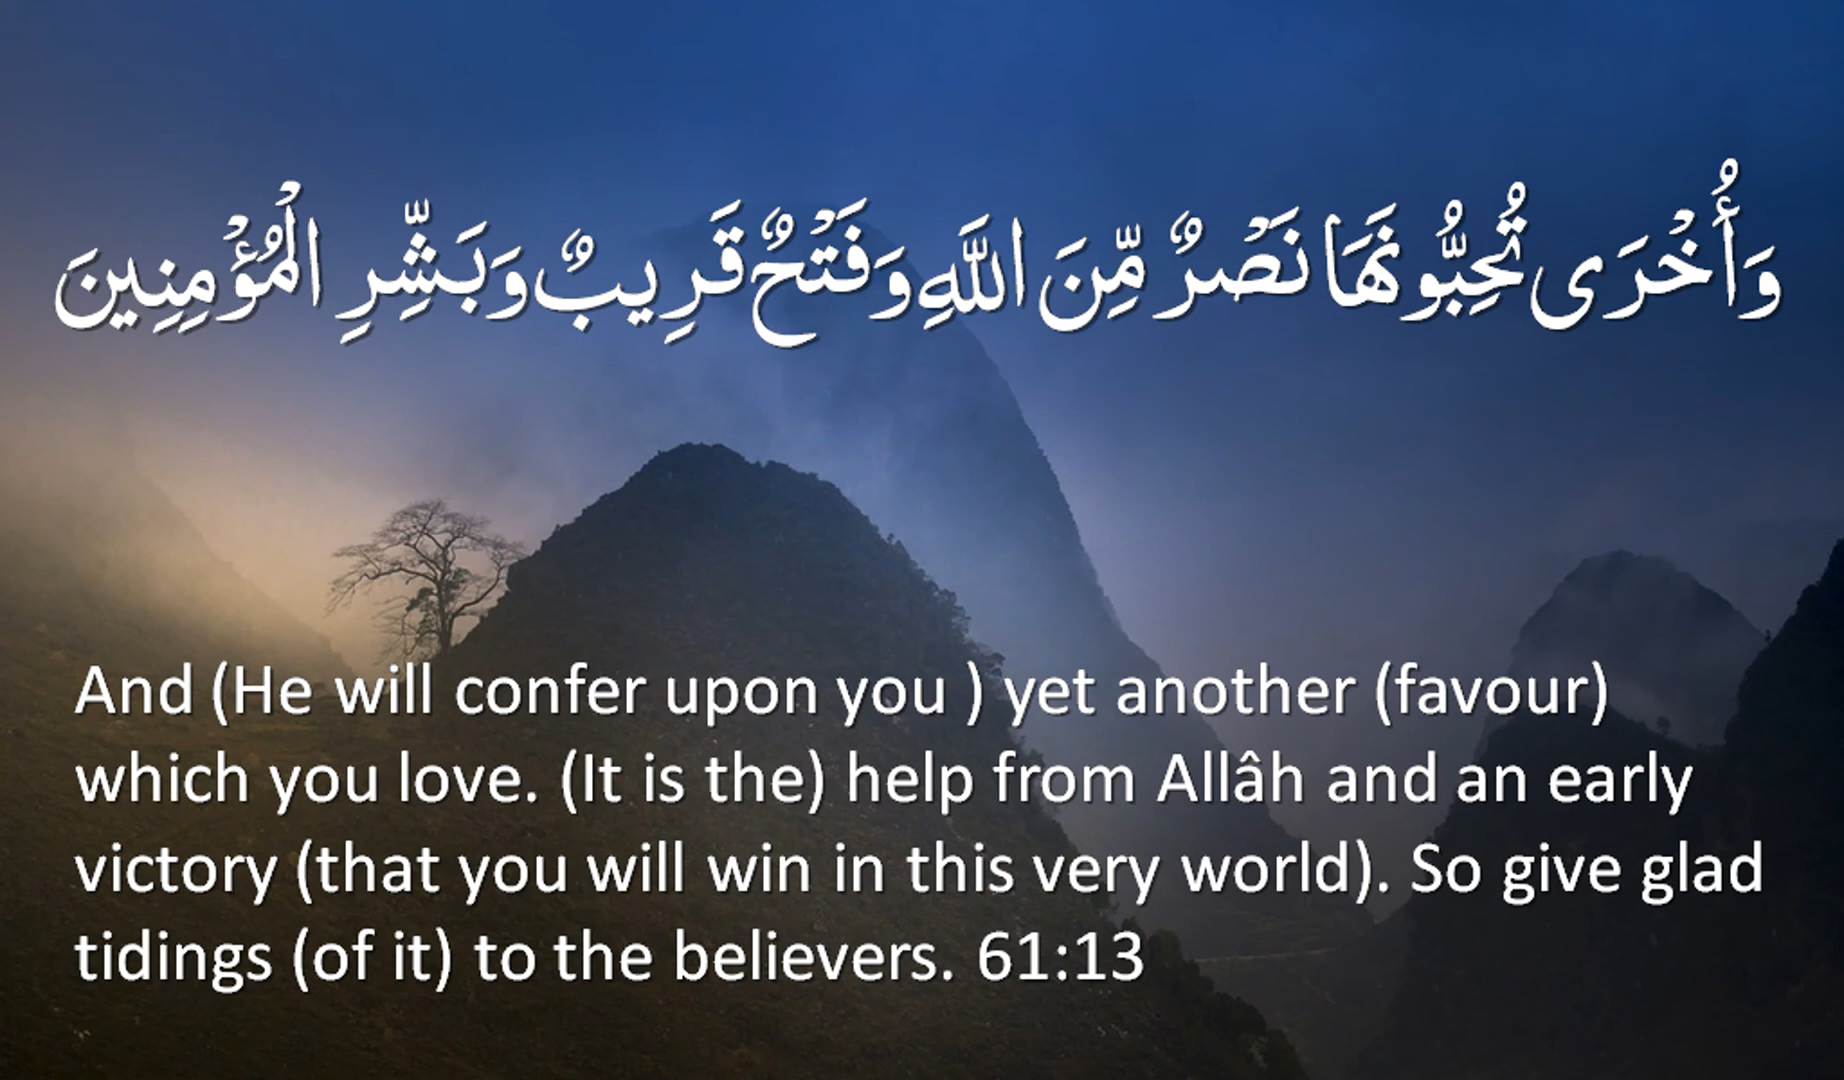 وَأُخْرَى تُحِبُّونَهَا نَصْرٌ مِّنَ اللَّهِ وَفَتْحٌ قَرِيبٌ وَبَشِّرِ الْمُؤْمِنِينَ
And (He will confer upon you ) yet another (favour)
which you love. (It is the) help from Allâh and an early
victory (that you will win in this very world). So give glad
tidings (of it) to the believers. 61:13